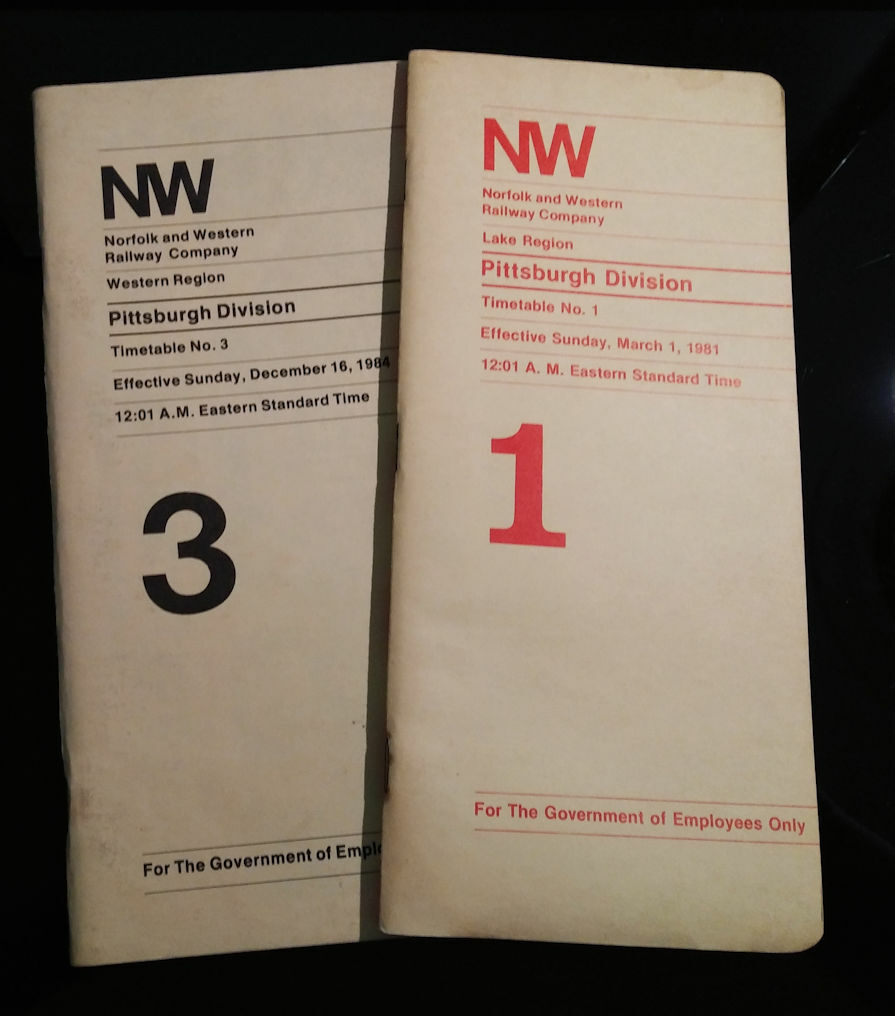 NW
Norfolk and Western
Railway Company
Western Region
Pittsburgh Division
Timetable No. 3
Effective Sunday, December 16, 1984
12:01 A.M. Eastern Standard Time
3
For The Government of Emplo
NW
Norfolk and Western
Railway Company
Lake Region
Pittsburgh Division
Timetable No. 1
Effective Sunday, March 1, 1981
12:01 A. M. Eastern Standard Time
1
For The Government of Employees Only